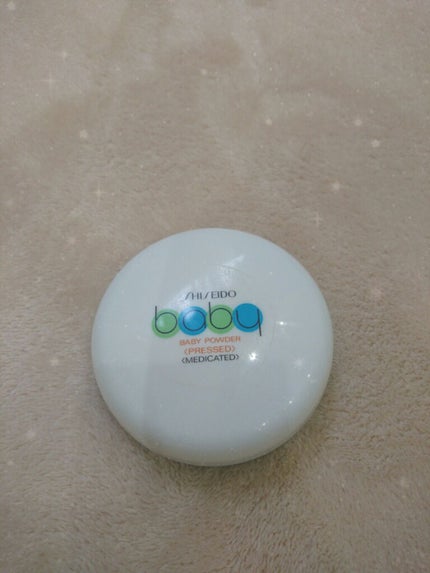 SHISEIDO
baby
BABY POWDER
<PRESSED>
<MEDICATED>